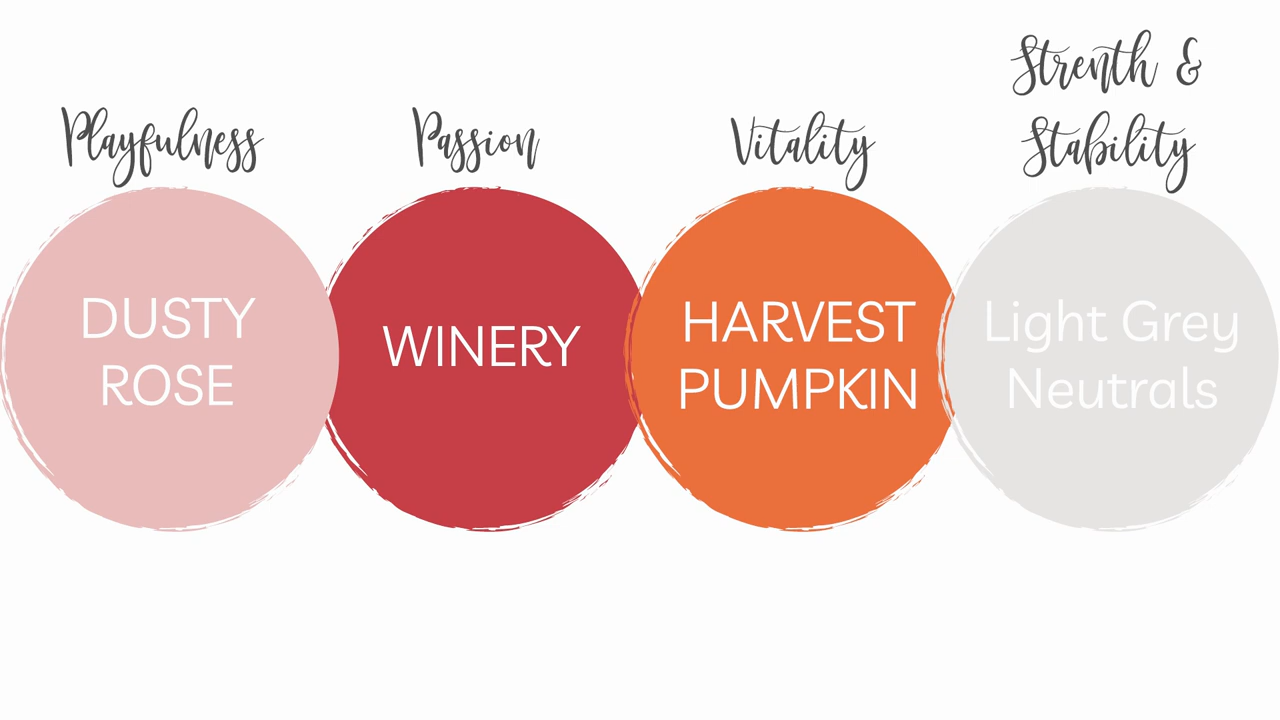 Playfulness
DUSTY
ROSE
Passion
WINERY
Vitality
HARVEST
PUMPKIN
Strenth &
Stability
Light Grey
Neutrals